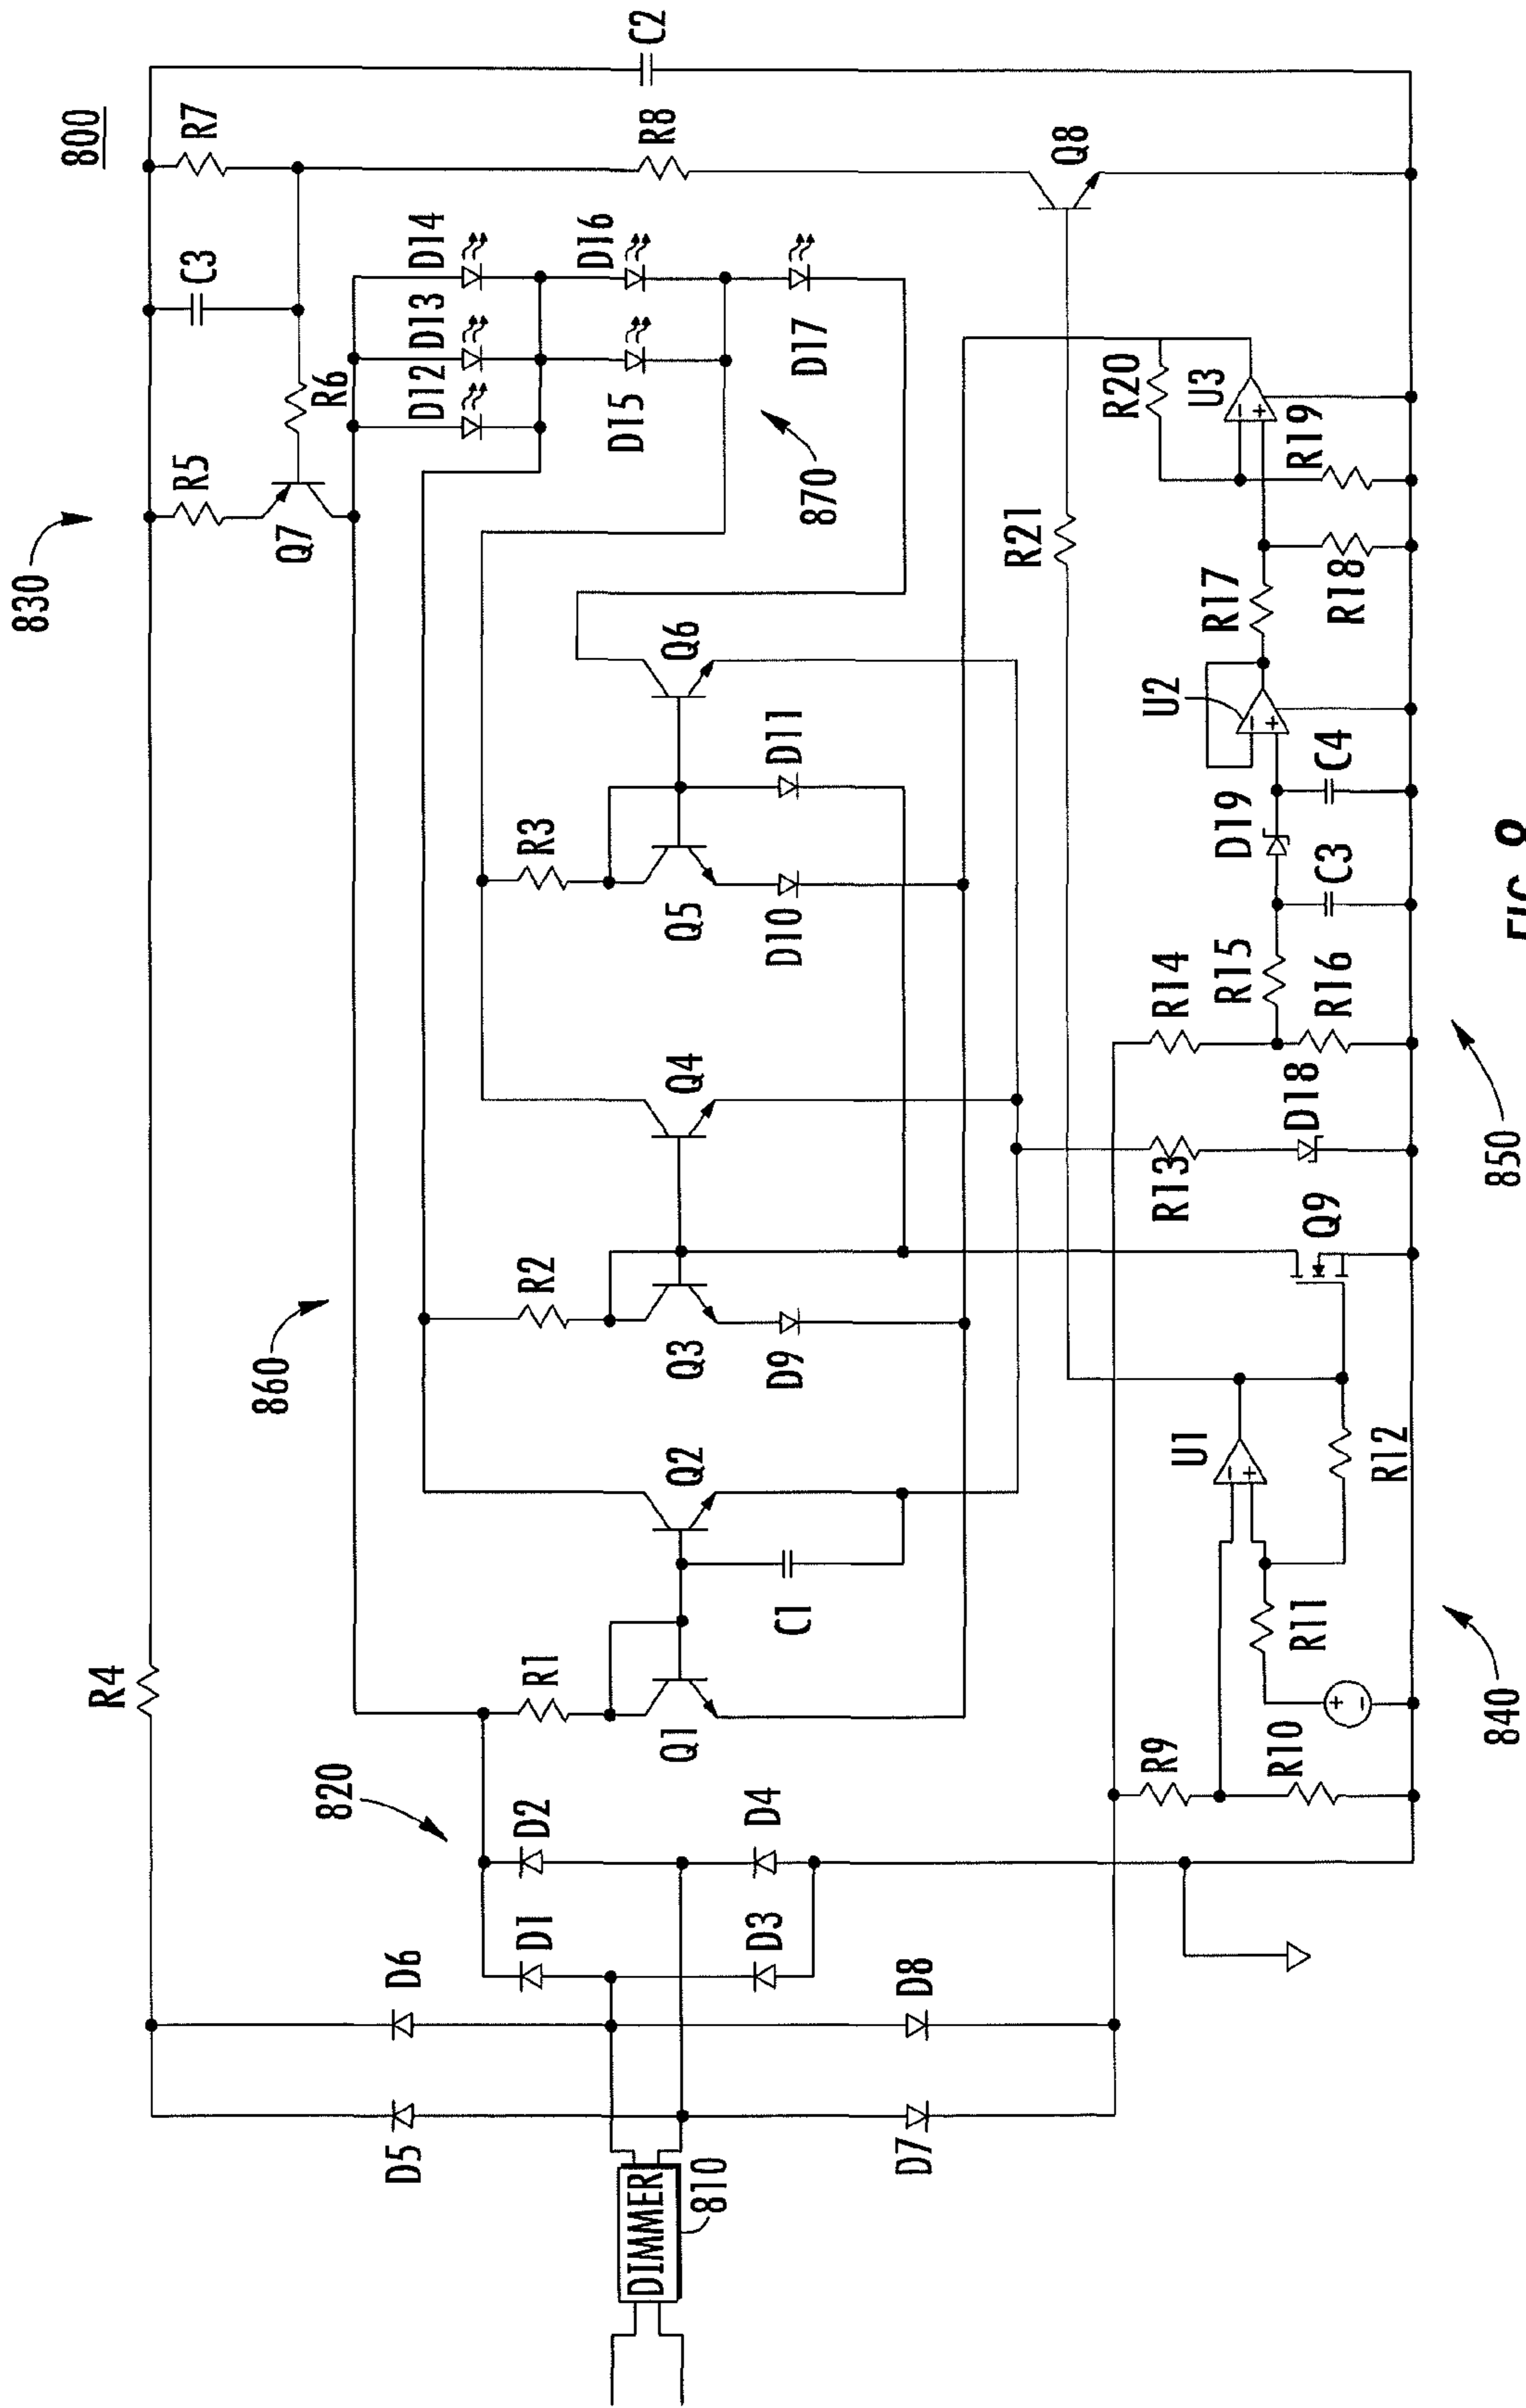 800
830
R4
R5
C3
R7
Q7
R6
860
820
D5
D6
D12
D13
D14
D1
D2
R1
R2
R3
D15
D16
C2
DIMMER
810
Q1
Q2
Q3
Q4
Q5
Q6
R8
D3
D4
C1
D9
D10
D11
D17
870
D7
D8
R21
Q8
R9
U1
R13
R14
U2
R20
R10
R11
R15
D19
R17
U3
R12
Q9
D18
R16
C3
C4
R18
R19
840
850